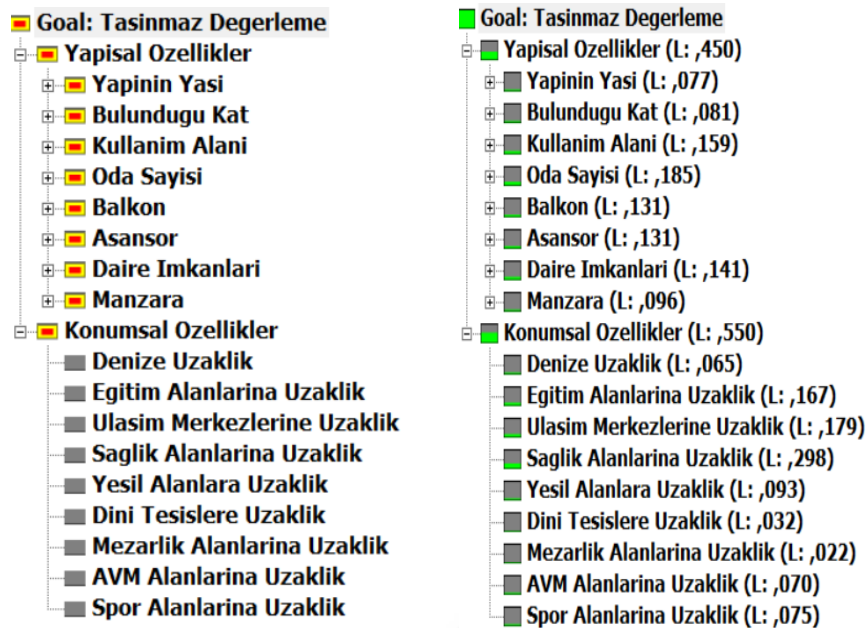 Goal: Tasinmaz Degerleme
Yapisal Ozellikler
Yapinin Yasi
Bulundugu Kat
Kullanim Alani
Oda Sayisi
Balkon
Asansor
Daire Imkanlari
Manzara
Konumsal Ozellikler
Denize Uzaklik
Egitim Alanlarina Uzaklik
Ulasim Merkezlerine Uzaklik
Saglik Alanlarina Uzaklik
Yesil Alanlara Uzaklik
Dini Tesislere Uzaklik
Mezarlik Alanlarina Uzaklik
AVM Alanlarina Uzaklik
Spor Alanlarina Uzaklik
Goal: Tasinmaz Degerleme
Yapisal Ozellikler (L: ,450)
Yapinin Yasi (L: ,077)
Bulundugu Kat (L: ,081)
Kullanim Alani (L: ,159)
Oda Sayisi (L: ,185)
Balkon (L: ,131)
Asansor (L: ,131)
Daire Imkanlari (L: ,141)
Manzara (L: ,096)
Konumsal Ozellikler (L: ,550)
Denize Uzaklik (L: ,065)
Egitim Alanlarina Uzaklik (L: ,167)
Ulasim Merkezlerine Uzaklik (L: ,179)
Saglik Alanlarina Uzaklik (L: ,298)
Yesil Alanlara Uzaklik (L: ,093)
Dini Tesislere Uzaklik (L: ,032)
Mezarlik Alanlarina Uzaklik (L: ,022)
AVM Alanlarina Uzaklik (L: ,070)
Spor Alanlarina Uzaklik (L: ,075)